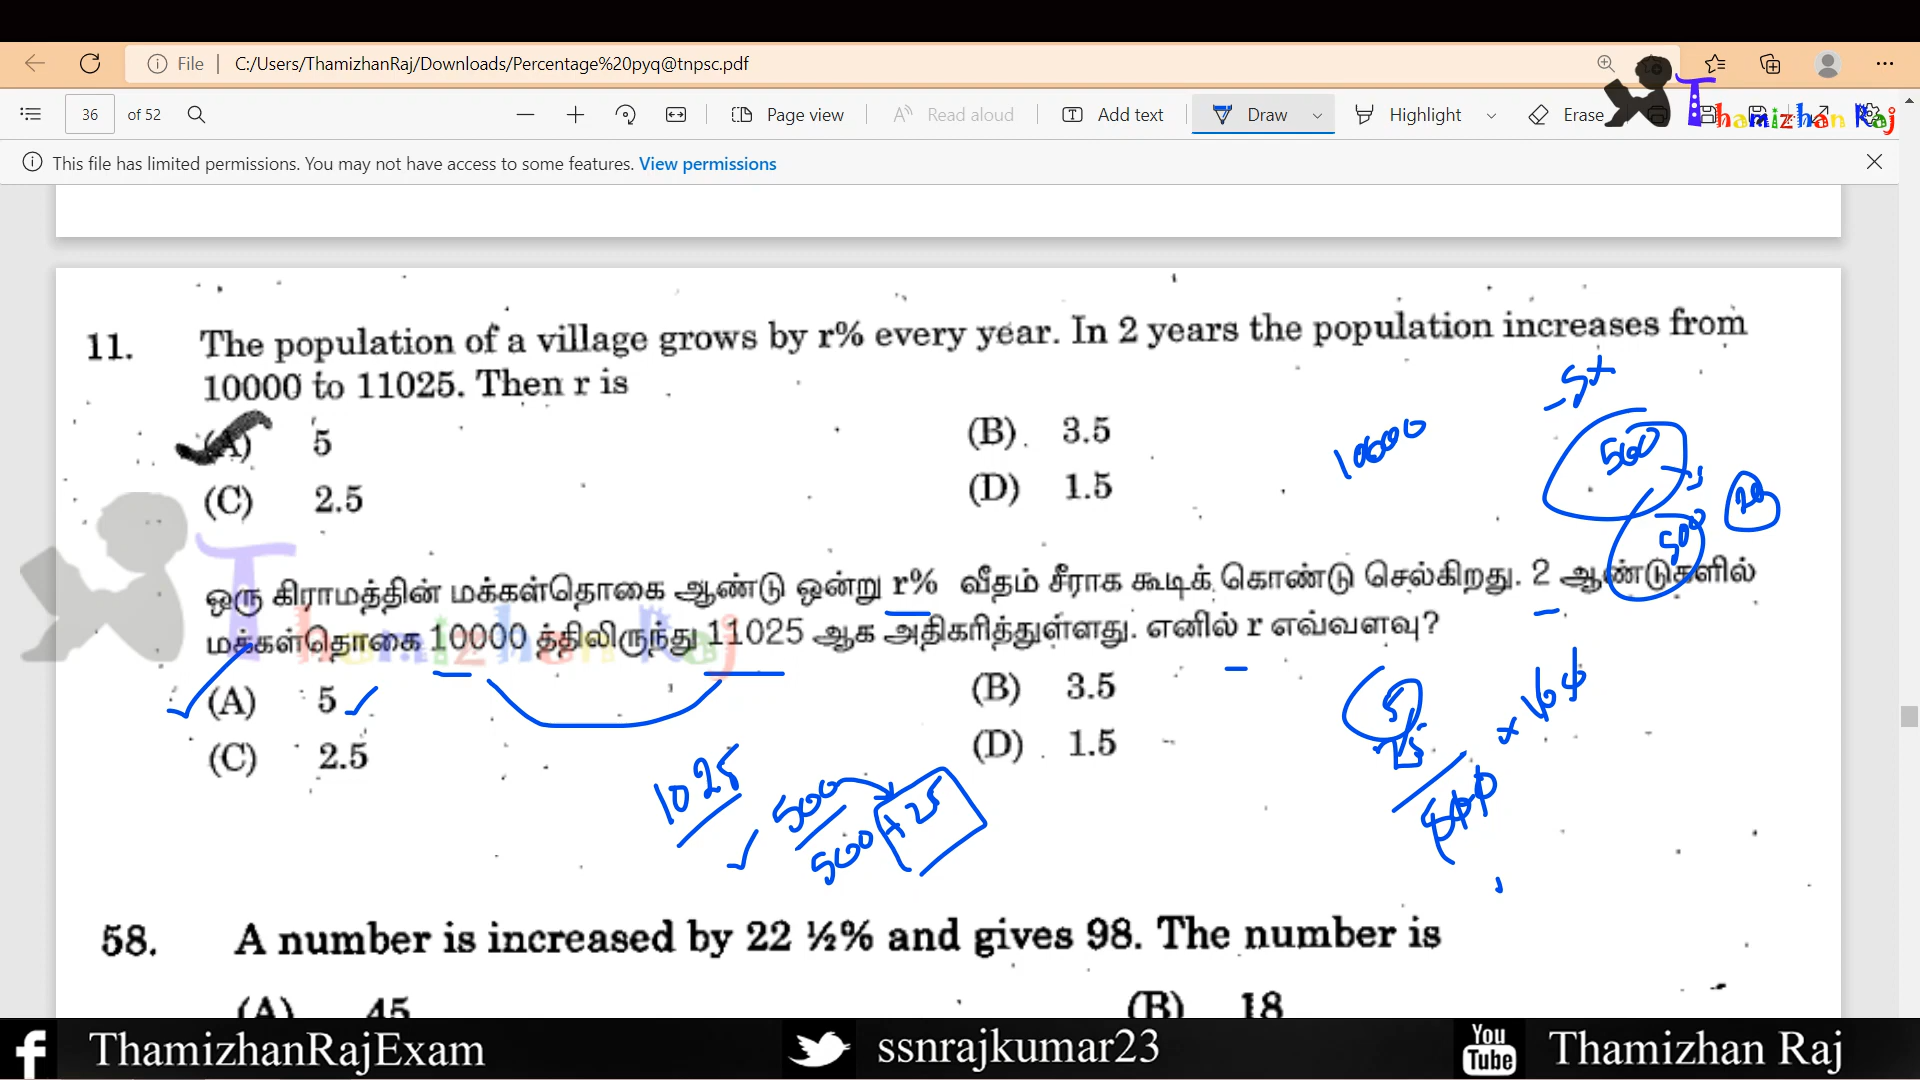 File C:/Users/ThamizhanRaj/Downloads/Percentage%20pyq@tnpsc.pdf
36 of 52 Page view Read aloud Add text Draw Highlight Erase
Thamizhan Raj
This file has limited permissions. You may not have access to some features. View permissions
11. The population of a village grows by r% every year. In 2 years the population increases from
10000 to 11025. Then r is
(A) 5 (B) 3.5
(C) 2.5 (D) 1.5
10000
500
500
ஒரு கிராமத்தின் மக்கள்தொகை ஆண்டு ஒன்று r% வீதம் சீராக கூடிக் கொண்டு செல்கிறது. 2 ஆண்டுகளில்
மக்கள்தொகை 10000 த்திலிருந்து 11025 ஆக அதிகரித்துள்ளது. எனில் r எவ்வளவு?
Thamizhan Raj
(A) 5 (B) 3.5
(C) 2.5 (D) 1.5
1025
500
500 + 25
58. A number is increased by 22 ½% and gives 98. The number is
(A) 45 (B) 18
ThamizhanRajExam ssnrajkumar23 You Tube Thamizhan Raj